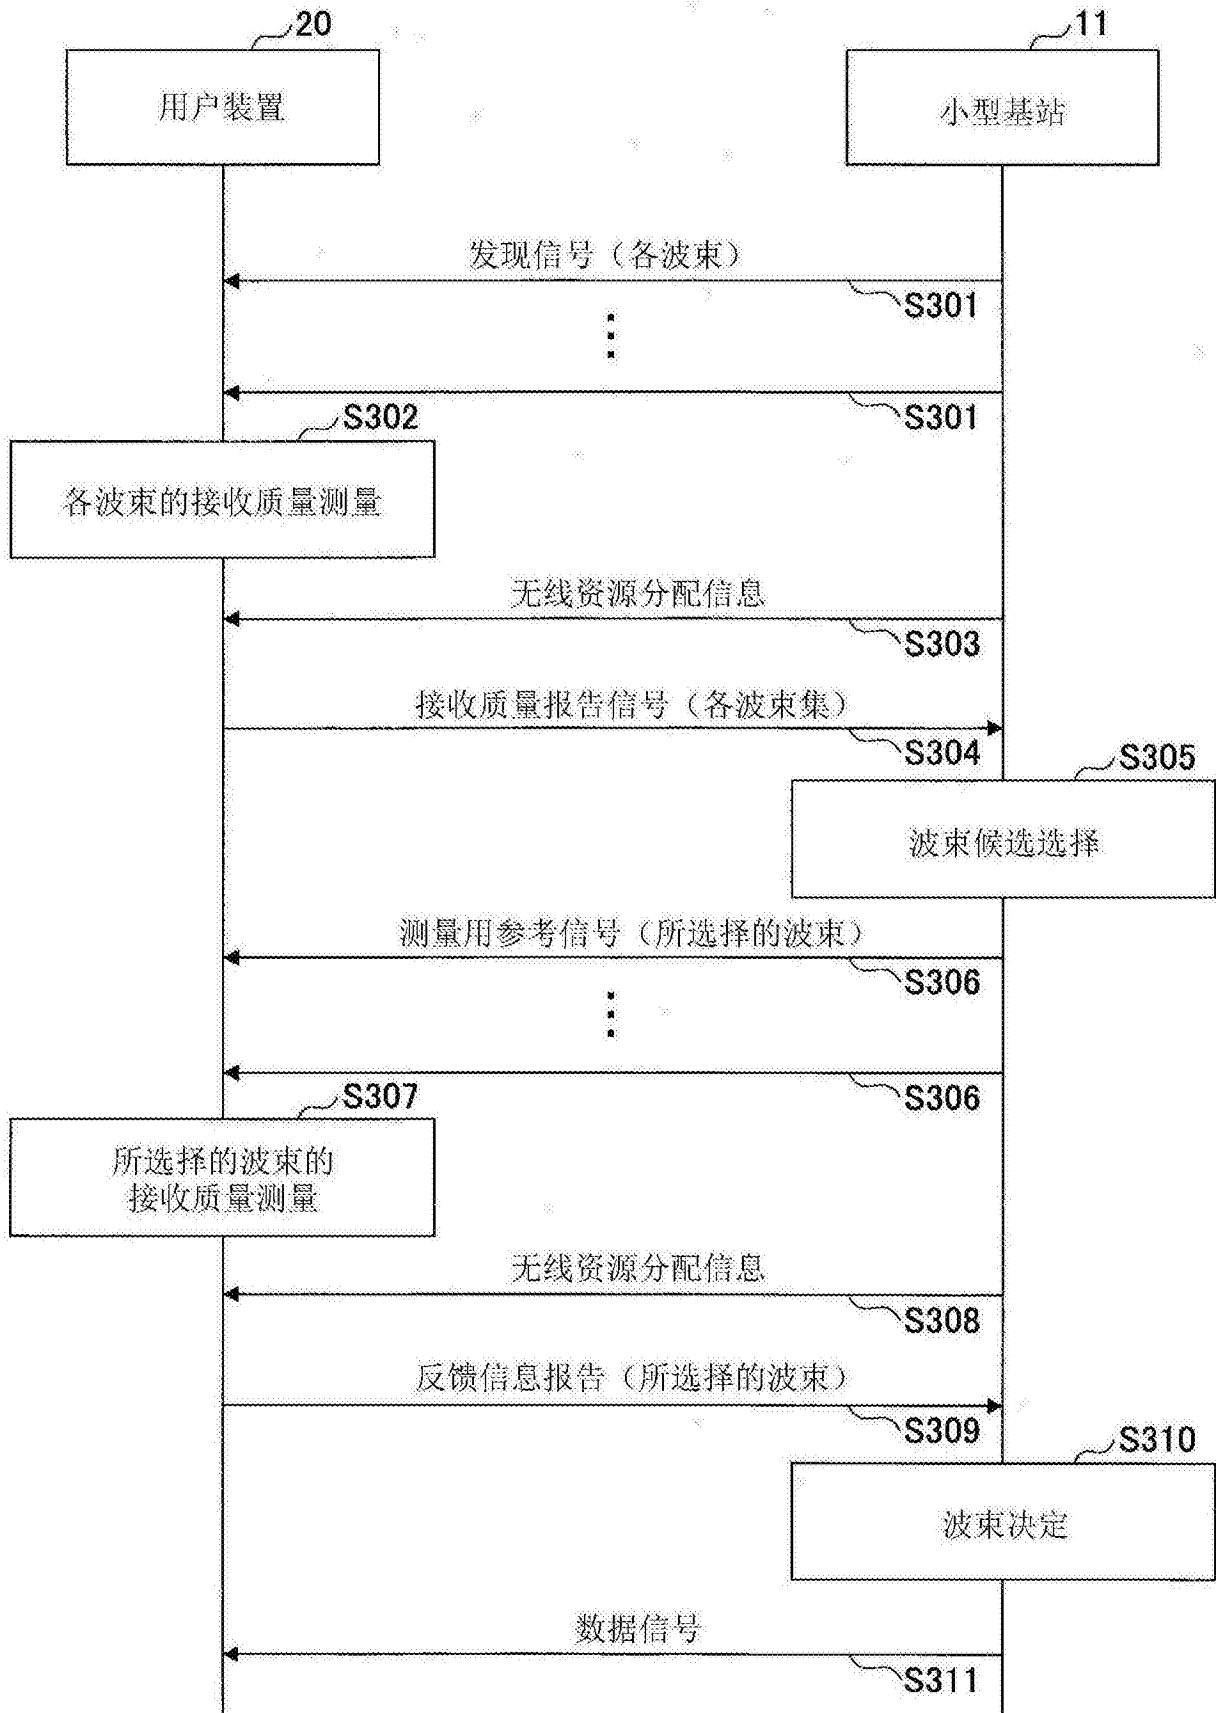 20
11
用户装置
小型基站
发现信号（各波束）
S301
S301
S302
各波束的接收质量测量
无线资源分配信息
S303
接收质量报告信号（各波束集）
S304
S305
波束候选选择
测量用参考信号（所选择的波束）
S306
S306
S307
所选择的波束的
接收质量测量
无线资源分配信息
S308
反馈信息报告（所选择的波束）
S309
S310
波束决定
数据信号
S311